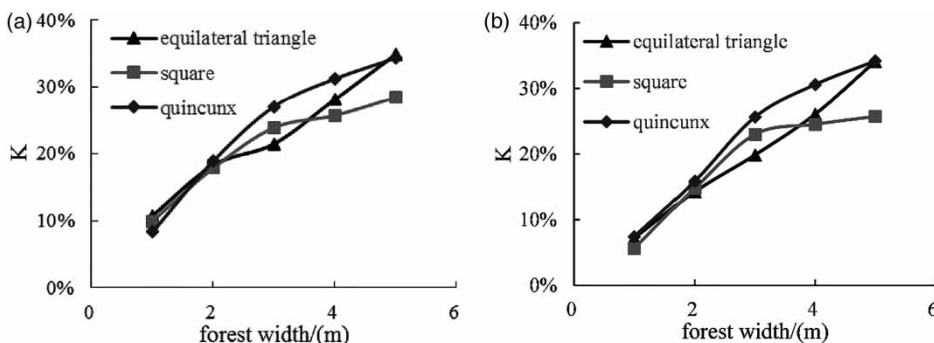 (a)
40%
30%
20%
10%
0%
K
equilateral triangle
square
quincunx
0 2 4 6
forest width/(m)
(b)
40%
30%
20%
10%
0%
K
equilateral triangle
square
quincunx
0 2 4 6
forest width/(m)